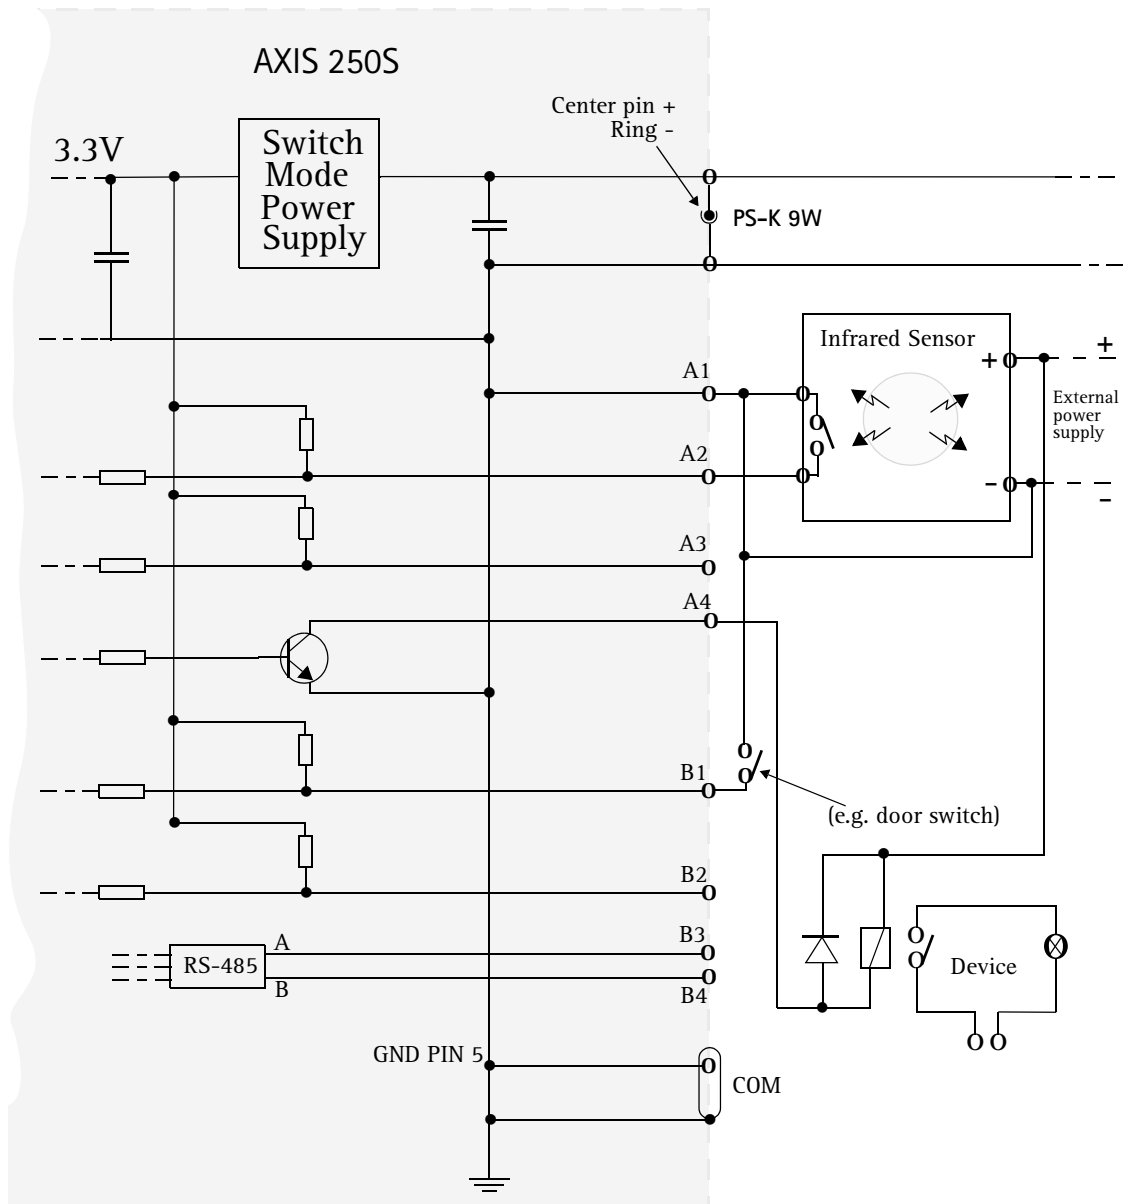 AXIS 250S
Center pin +
Ring -
3.3V
Switch
Mode
Power
Supply
PS-K 9W
Infrared Sensor
+
+
A1
External
power
supply
A2
-
-
A3
A4
B1
(e.g. door switch)
B2
B3
A
RS-485
Device
B
B4
GND PIN 5
COM